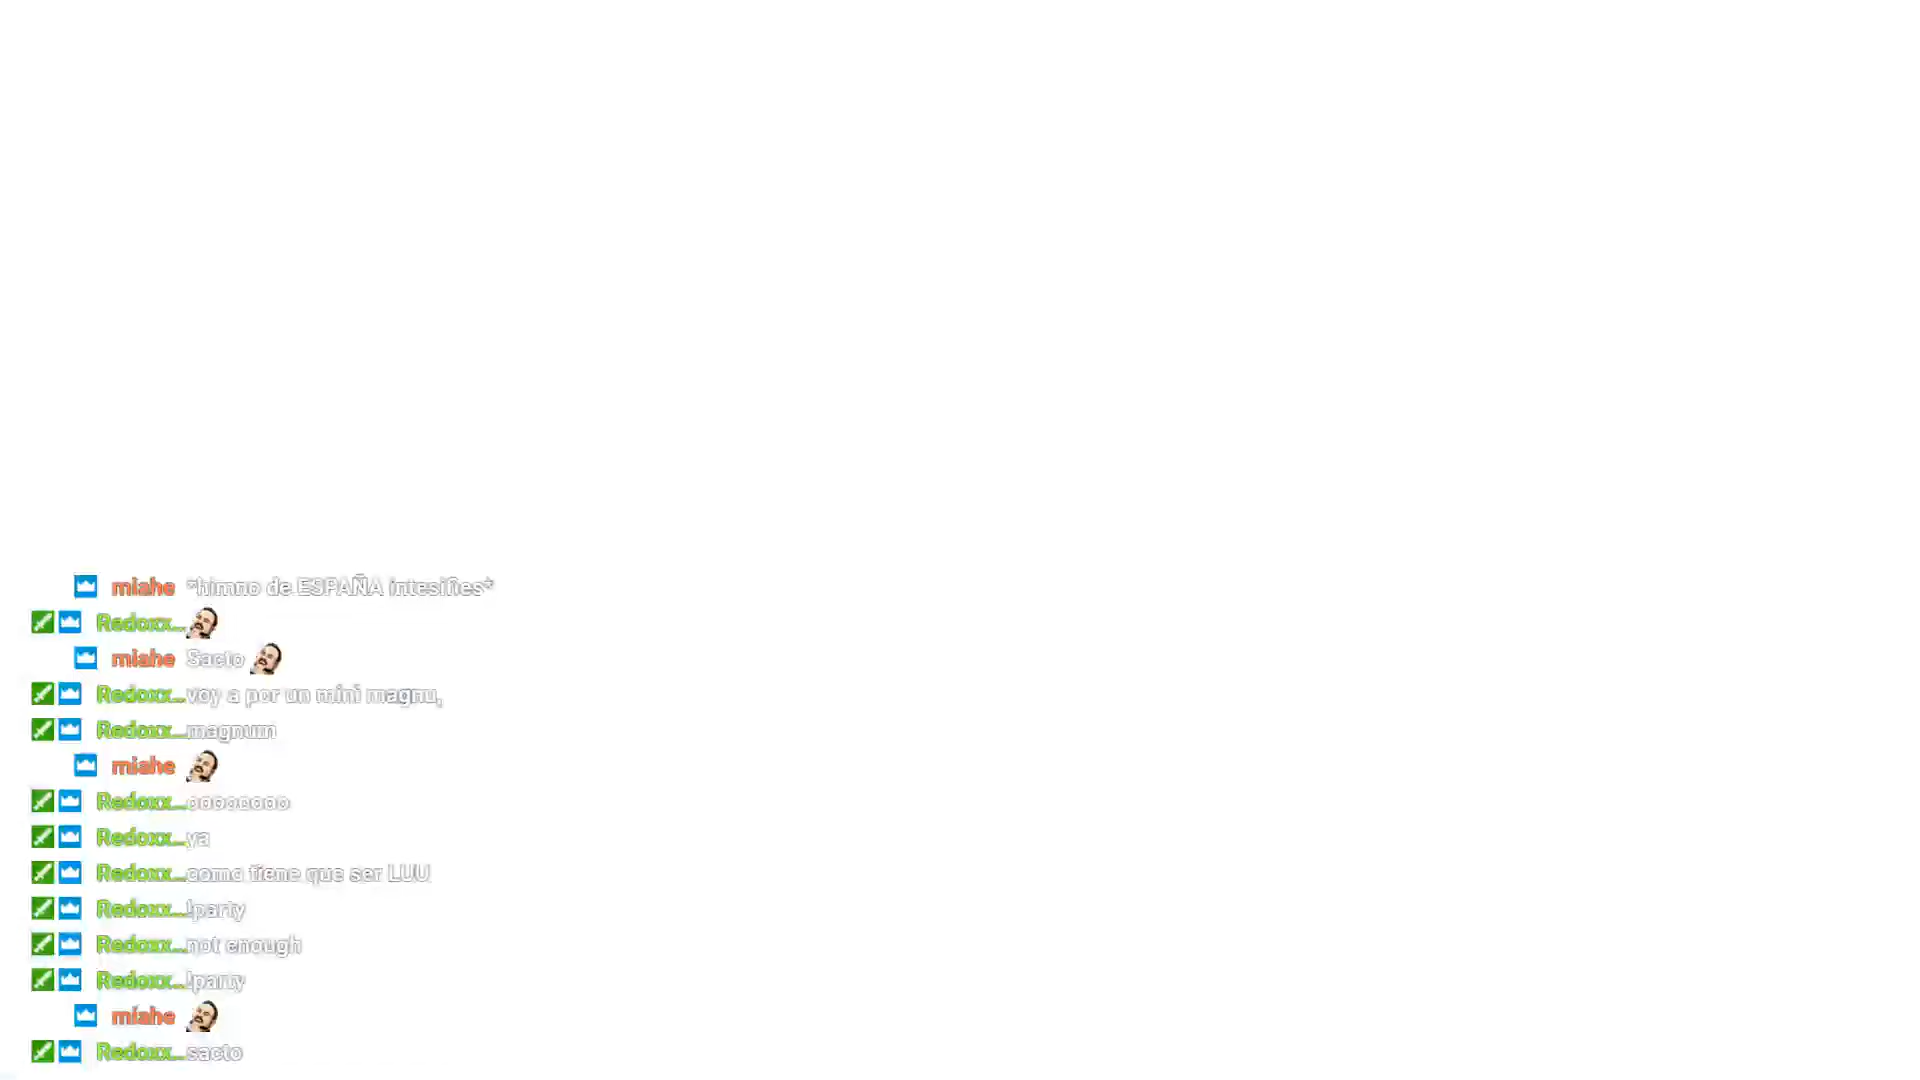 miahe *himno de ESPAÑA intesifies*
Redoxx...
miahe Sacto
Redoxx...voy a por un mini magnu,
Redoxx...magnum
miahe
Redoxx...oooooooo
Redoxx...ya
Redoxx...como tiene que ser LUU
Redoxx...!party
Redoxx...not enough
Redoxx...!party
miahe
Redoxx...sacto